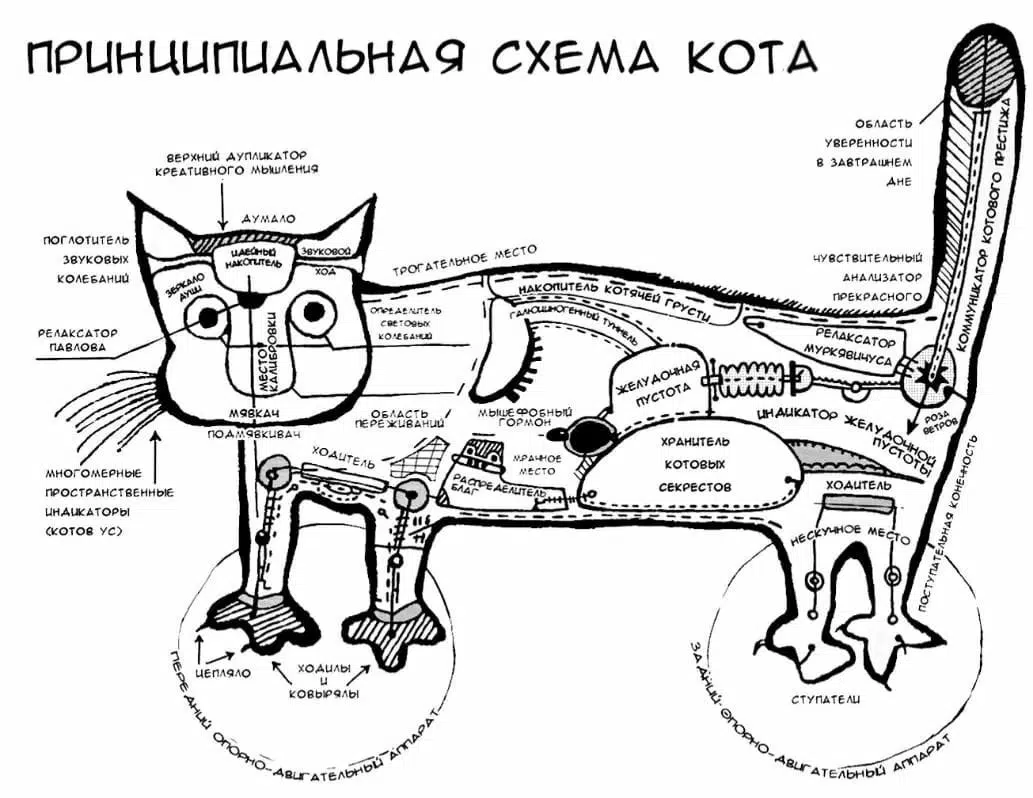 ПРИНЦИПИАЛЬНАЯ СХЕМА КОТА
ОБЛАСТЬ
УВЕРЕННОСТИ
В ЗАВТРАШНЕМ
ДНЕ
ВЕРХНИЙ ДУПЛИКАТОР
КРЕАТИВНОГО МЫШЛЕНИЯ
ДУМАЛО
ПОГЛОТИТЕЛЬ
ЗВУКОВЫХ
КОЛЕБАНИЙ
ИДЕЙНЫЙ
НАКОПИТЕЛЬ
ЗВУКОВОЙ
ХОД
ЗЕРКАЛО
ДУШИ
ТРОГАТЕЛЬНОЕ МЕСТО
НАКОПИТЕЛЬ КОТЯЧЕЙ ГРУСТИ
ЧУВСТВИТЕЛЬНЫЙ
АНАЛИЗАТОР
ПРЕКРАСНОГО
КОММУНИКАТОР КОТОВОГО ПРЕСТИЖА
РЕЛАКСАТОР
ПАВЛОВА
МЕСТО
КАЛИБРОВКИ
ОПРЕДЕЛИТЕЛЬ
СВЕТОВЫХ
КОЛЕБАНИЙ
ГАЛЮЦИНОГЕННЫЙ ТУННЕЛЬ
РЕЛАКСАТОР
МУРКЯВИЧУСА
ЖЕЛУДОЧНАЯ
ПУСТОТА
МЯВКАЧ
ПОДМЯВКИВАЧ
ОБЛАСТЬ
ПЕРЕЖИВАНИЙ
МЫШЕФОБНЫЙ
ГОРМОН
ИНДИКАТОР ЖЕЛУДОЧНОЙ
ПУСТОТЫ
РОЗА
ВЕТРОВ
МНОГОМЕРНЫЕ
ПРОСТРАНСТВЕННЫЕ
ИНДИКАТОРЫ
(КОТОВ УС)
ХОДИТЕЛЬ
МРАЧНОЕ
МЕСТО
РАСПРЕДЕЛИТЕЛЬ
БЛАГ
ХРАНИТЕЛЬ
КОТОВЫХ
СЕКРЕСТОВ
ХОДИТЕЛЬ
НЕСКУЧНОЕ МЕСТО
ПОСТУПАТЕЛЬНАЯ КОНЕЧНОСТЬ
ЦЕПЛЯЛО
ХОДИЛЫ
И
КОВЫРЯЛЫ
СТУПАТЕЛИ
ПЕРЕДНИЙ ОПОРНО-ДВИГАТЕЛЬНЫЙ АППАРАТ
ЗАДНИЙ ОПОРНО-ДВИГАТЕЛЬНЫЙ АППАРАТ